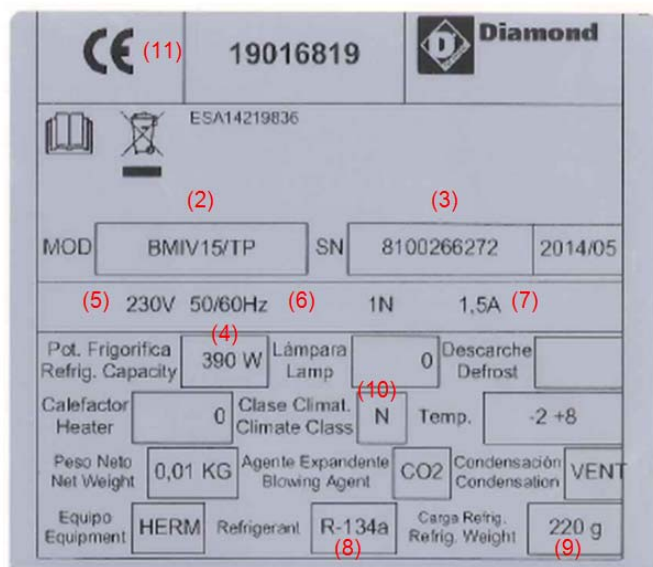 CE (11) 19016819 D Diamond
ESA14219836
(2) (3)
MOD BMIV15/TP SN 8100266272 2014/05
(5) 230V 50/60Hz (6) 1N 1,5A (7)
(4)
Pot. Frigorifica Refrig. Capacity 390 W Lámpara Lamp 0 Descarche Defrost
(10)
Calefactor Heater 0 Clase Climat. Climate Class N Temp. -2 +8
Peso Neto Net Weight 0,01 KG Agente Expandente Blowing Agent CO2 Condensación Condensation VENT
Equipo Equipment HERM Refrigerant R-134a Carga Refrig. Refrig. Weight 220 g
(8) (9)